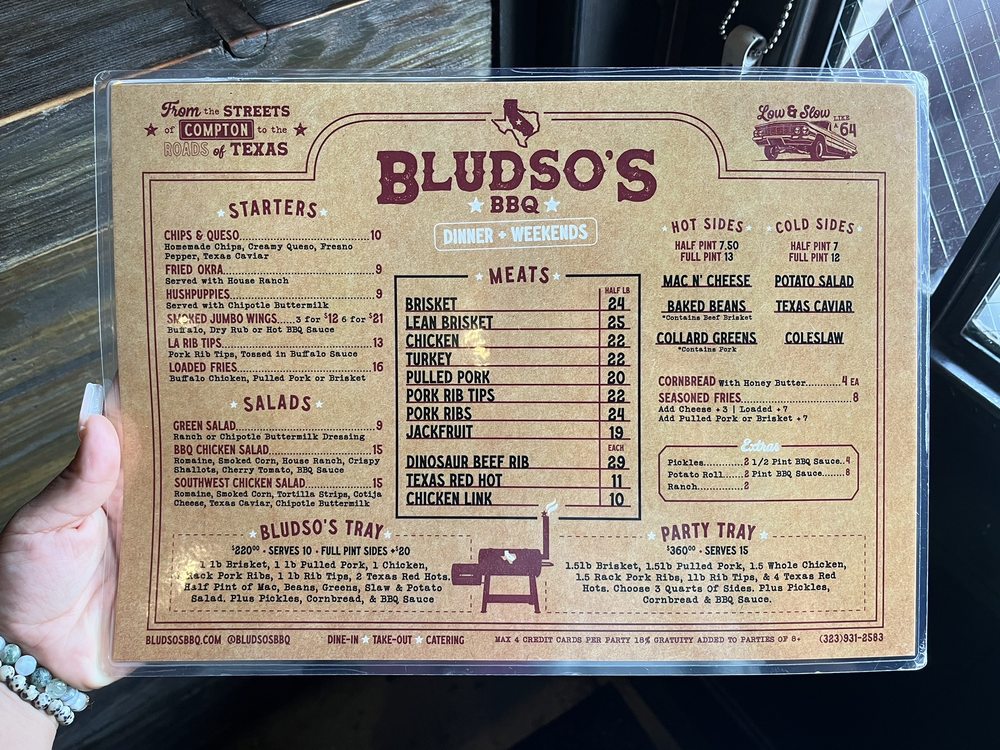 From the STREETS
of COMPTON to the
ROADS of TEXAS
Low & Slow LIKE
A 64
BLUDSO'S
BBQ
DINNER + WEEKENDS
STARTERS
CHIPS & QUESO 10
Homemade Chips, Creamy Queso, Fresno
Pepper, Texas Caviar
FRIED OKRA 9
Served with House Ranch
HUSHPUPPIES 9
Served with Chipotle Buttermilk
SMOKED JUMBO WINGS.....3 for $12 6 for $21
Buffalo, Dry Rub or Hot BBQ Sauce
LA RIB TIPS 13
Pork Rib Tips, Tossed in Buffalo Sauce
LOADED FRIES 16
Buffalo Chicken, Pulled Pork or Brisket
SALADS
GREEN SALAD 9
Ranch or Chipotle Buttermilk Dressing
BBQ CHICKEN SALAD 15
Romaine, Smoked Corn, House Ranch, Crispy
Shallots, Cherry Tomato, BBQ Sauce
SOUTHWEST CHICKEN SALAD 15
Romaine, Smoked Corn, Tortilla Strips, Cotija
Cheese, Texas Caviar, Chipotle Buttermilk
MEATS
HALF LB
BRISKET 24
LEAN BRISKET 25
CHICKEN 22
TURKEY 22
PULLED PORK 20
PORK RIB TIPS 22
PORK RIBS 24
JACKFRUIT 19
EACH
DINOSAUR BEEF RIB 29
TEXAS RED HOT 11
CHICKEN LINK 10
HOT SIDES
HALF PINT 7.50
FULL PINT 13
MAC N' CHEESE
BAKED BEANS
*Contains Beef Brisket
COLLARD GREENS
*Contains Pork
COLD SIDES
HALF PINT 7
FULL PINT 12
POTATO SALAD
TEXAS CAVIAR
COLESLAW
CORNBREAD With Honey Butter 4 EA
SEASONED FRIES 8
Add Cheese +3 | Loaded +7
Add Pulled Pork or Brisket +7
Extras
Pickles 2 1/2 Pint BBQ Sauce 4
Potato Roll 2 Pint BBQ Sauce 8
Ranch 2
BLUDSO'S TRAY
$220.00 • SERVES 10 • FULL PINT SIDES +$20
1 lb Brisket, 1 lb Pulled Pork, 1 Chicken,
Rack Pork Ribs, 1 lb Rib Tips, 2 Texas Red Hots.
Half Pint of Mac, Beans, Greens, Slaw & Potato
Salad. Plus Pickles, Cornbread, & BBQ Sauce
PARTY TRAY
$360.00 • SERVES 15
1.5lb Brisket, 1.5lb Pulled Pork, 1.5 Whole Chicken,
1.5 Rack Pork Ribs, 1lb Rib Tips, & 4 Texas Red
Hots. Choose 3 Quarts Of Sides. Plus Pickles,
Cornbread & BBQ Sauce.
BLUDSOSBBQ.COM @BLUDSOSBBQ DINE-IN ★ TAKE-OUT ★ CATERING MAX 4 CREDIT CARDS PER PARTY 18% GRATUITY ADDED TO PARTIES OF 8+ (323)931-2583